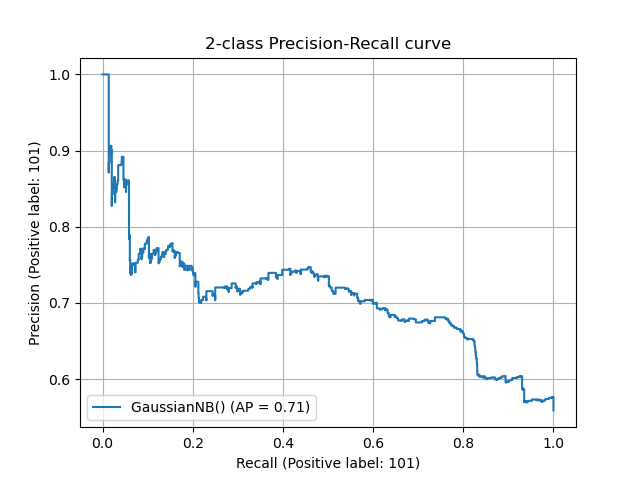 2-class Precision-Recall curve
1.0
0.9
0.8
0.7
0.6
Precision (Positive label: 101)
GaussianNB() (AP = 0.71)
0.0 0.2 0.4 0.6 0.8 1.0
Recall (Positive label: 101)